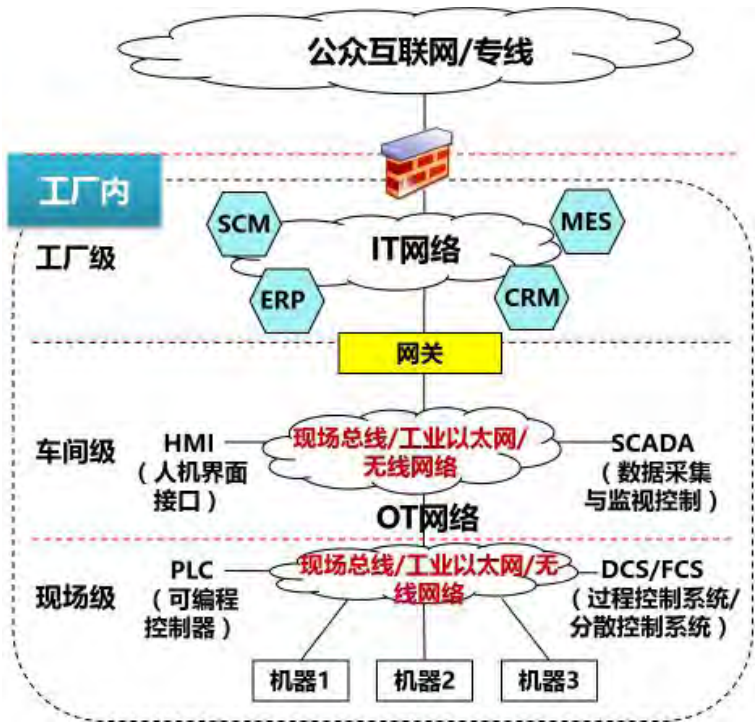 公众互联网/专线
工厂内
SCM
MES
工厂级
IT网络
ERP
CRM
网关
车间级
HMI
（人机界面
接口）
现场总线/工业以太网/
无线网络
SCADA
（数据采集
与监视控制）
OT网络
现场级
PLC
（可编程
控制器）
现场总线/工业以太网/无
线网络
DCS/FCS
（过程控制系统/
分散控制系统）
机器1
机器2
机器3